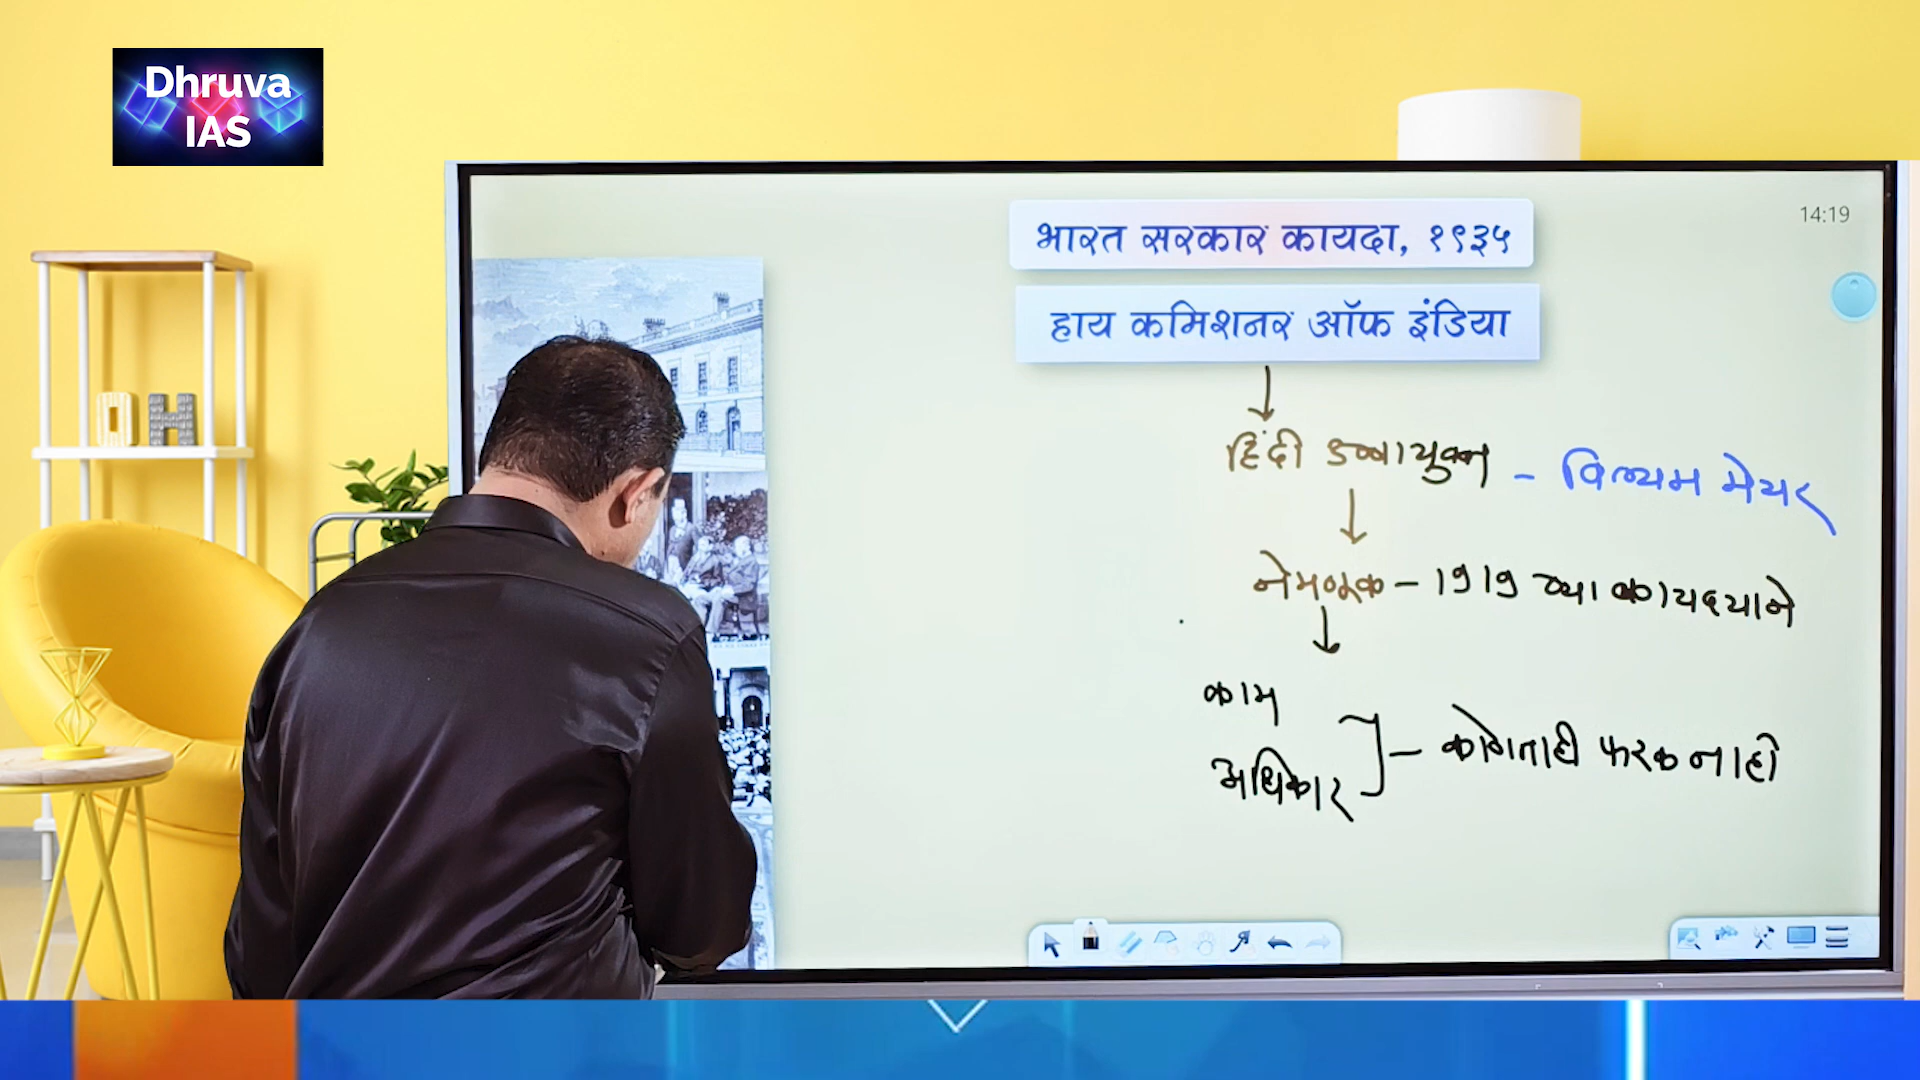 Dhruva
IAS
14:19
भारत सरकार कायदा, १९३५
हाय कमिशनर ऑफ इंडिया
हिंदी उच्चायुक्त - विल्यम मेयर
नेमणूक - 1919 च्या कायद्याने
काम
अधिकार - कोणताही फरक नाही